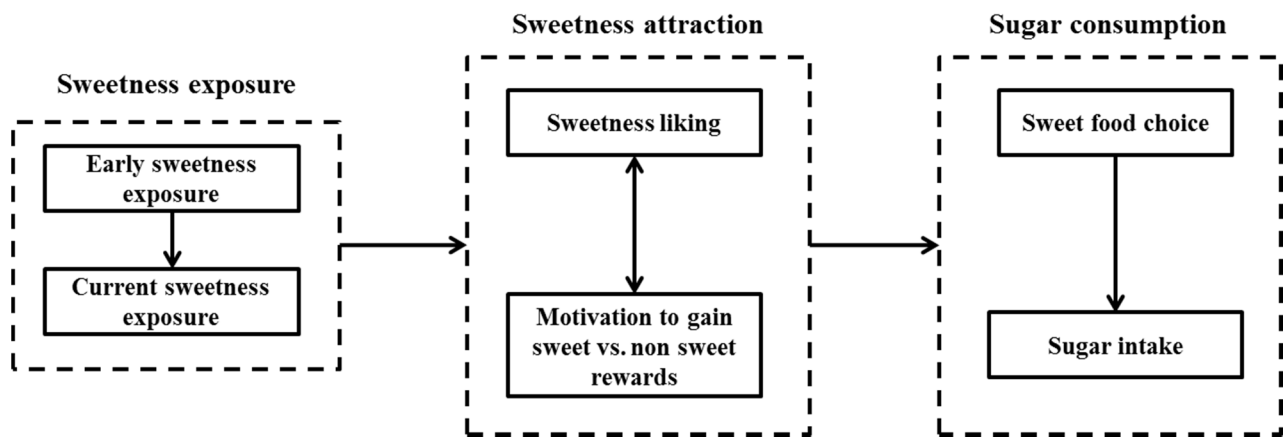 Sweetness exposure
Early sweetness
exposure
Current sweetness
exposure
Sweetness attraction
Sweetness liking
Motivation to gain
sweet vs. non sweet
rewards
Sugar consumption
Sweet food choice
Sugar intake